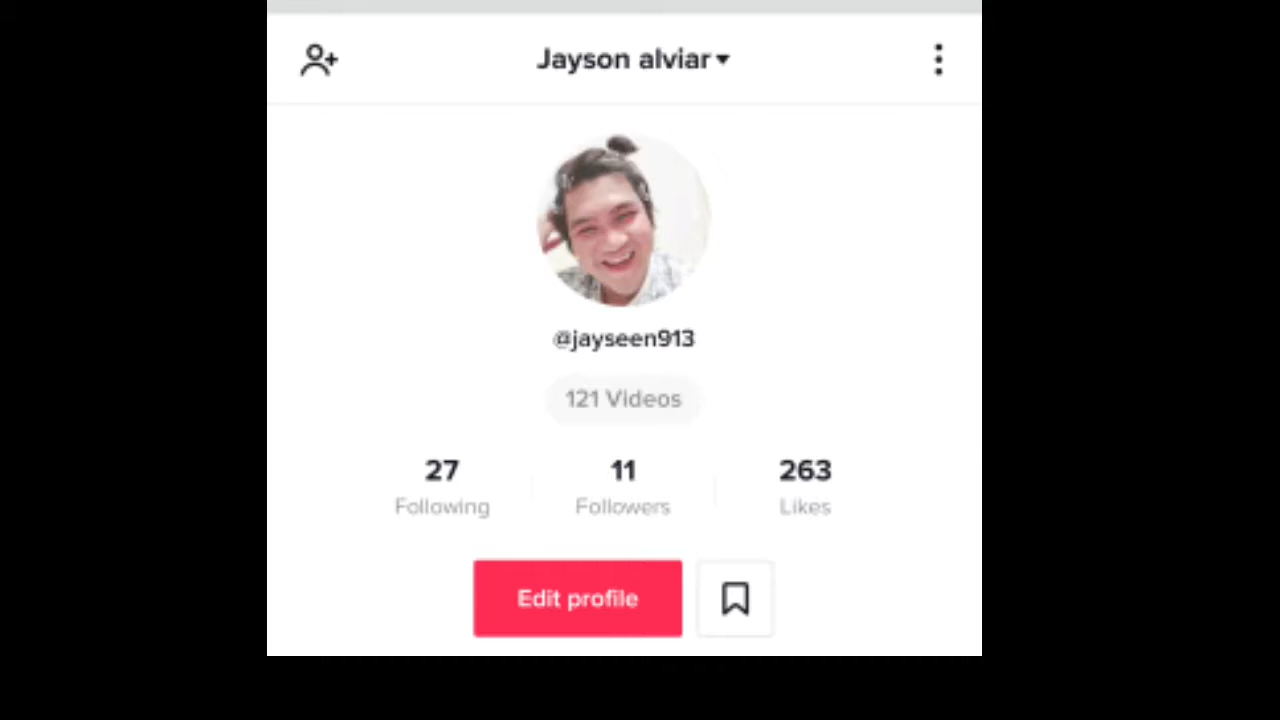 Jayson alviar
@jayseen913
121 Videos
27 11 263
Following Followers Likes
Edit profile